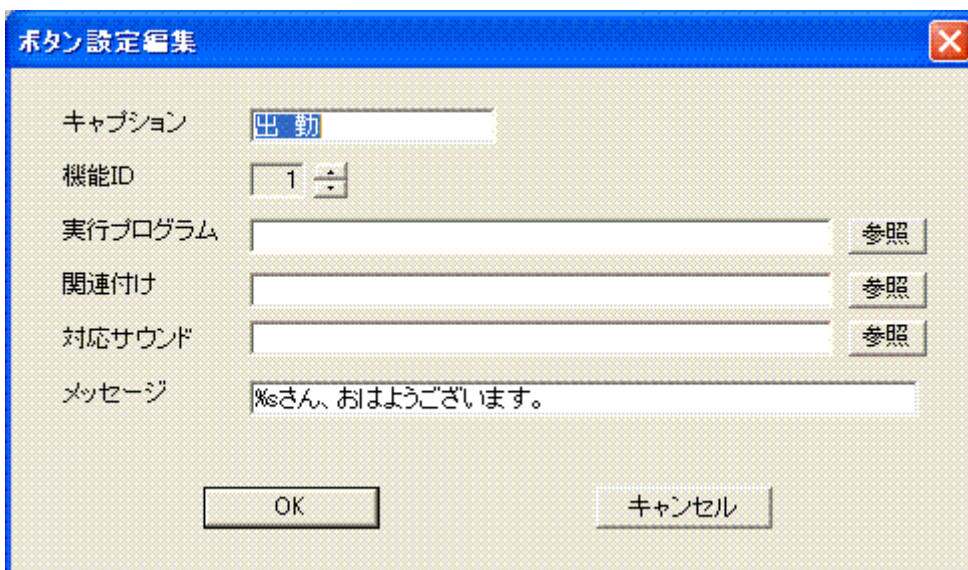 ボタン設定編集
キャプション 出 勤
機能ID 1
実行プログラム 参照
関連付け 参照
対応サウンド 参照
メッセージ %sさん、おはようございます。
OK キャンセル